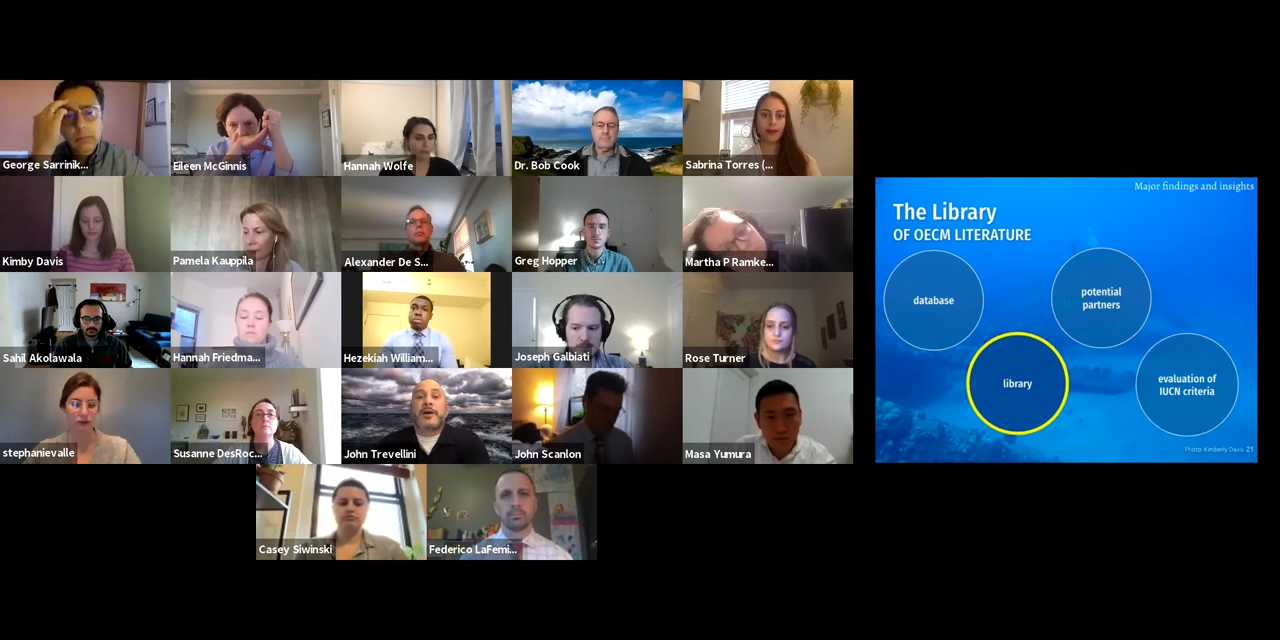 George Sarrinik...
Eileen McGinnis
Hannah Wolfe
Dr. Bob Cook
Sabrina Torres (...
Kimby Davis
Pamela Kauppila
Alexander De S...
Greg Hopper
Martha P Ramke...
Sahil Akolawala
Hannah Friedma...
Hezekiah William...
Joseph Galbiati
Rose Turner
stephanievalle
Susanne DesRoc...
John Trevellini
John Scanlon
Masa Yumura
Casey Siwinski
Federico LaFemi...
Major findings and insights
The Library
OF OECM LITERATURE
database
potential
partners
library
evaluation of
IUCN criteria
Photo: Kimberly Davis 21